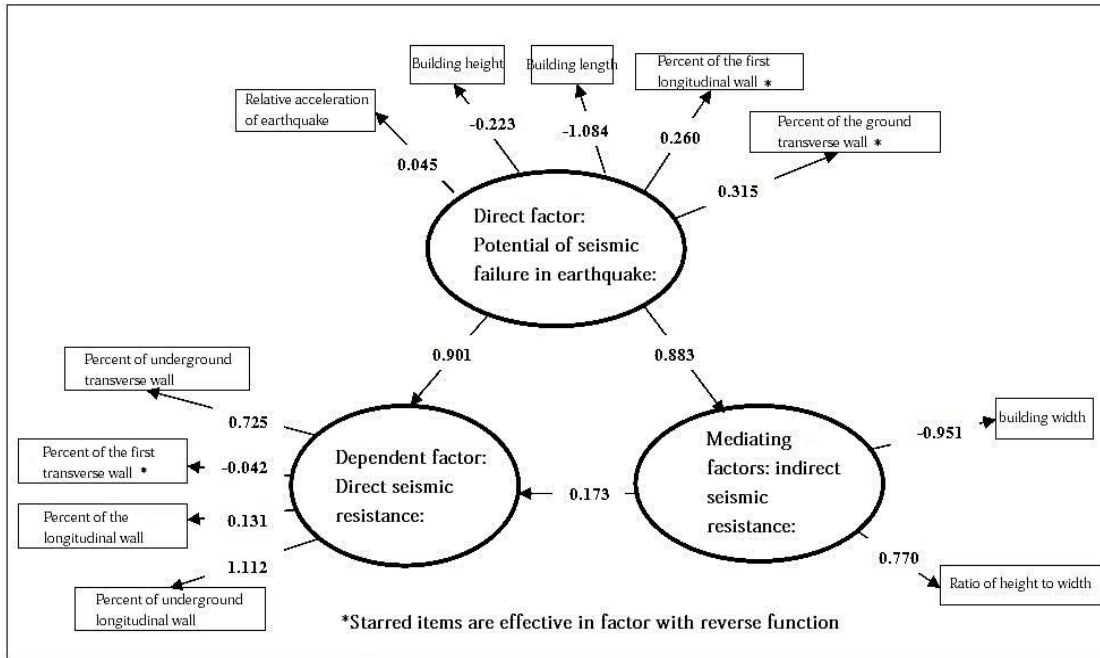 Building height
Building length
Percent of the first
longitudinal wall *
Relative acceleration
of earthquake
Percent of the ground
transverse wall *
-0.223
-1.084
0.260
0.045
0.315
Direct factor:
Potential of seismic
failure in earthquake:
0.901
0.883
Percent of underground
transverse wall
0.725
building width
-0.951
Percent of the first
transverse wall *
-0.042
Dependent factor:
Direct seismic
resistance:
Mediating
factors: indirect
seismic
resistance:
0.173
Percent of the
longitudinal wall
0.131
1.112
0.770
Ratio of height to width
Percent of underground
longitudinal wall
*Starred items are effective in factor with reverse function